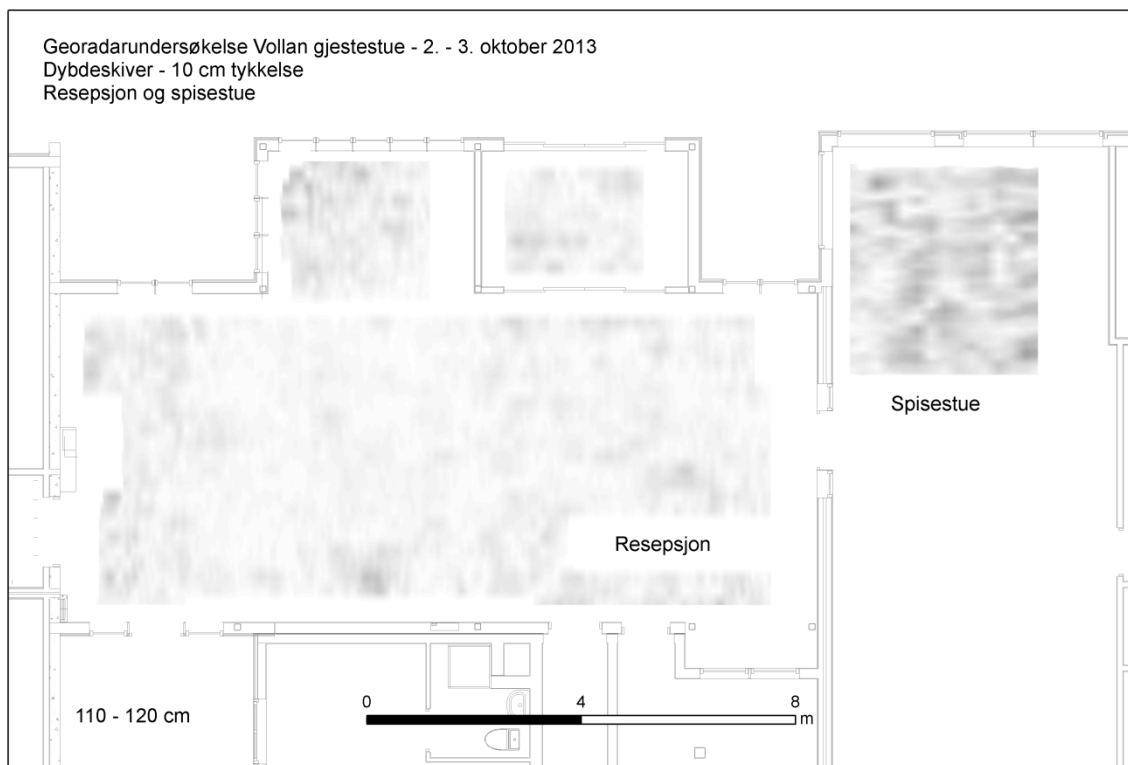 Georadarundersøkelse Vollan gjestestue - 2. - 3. oktober 2013
Dybdeskiver - 10 cm tykkelse
Resepsjon og spisestue
Spisestue
Resepsjon
0 4 8
m
110 - 120 cm